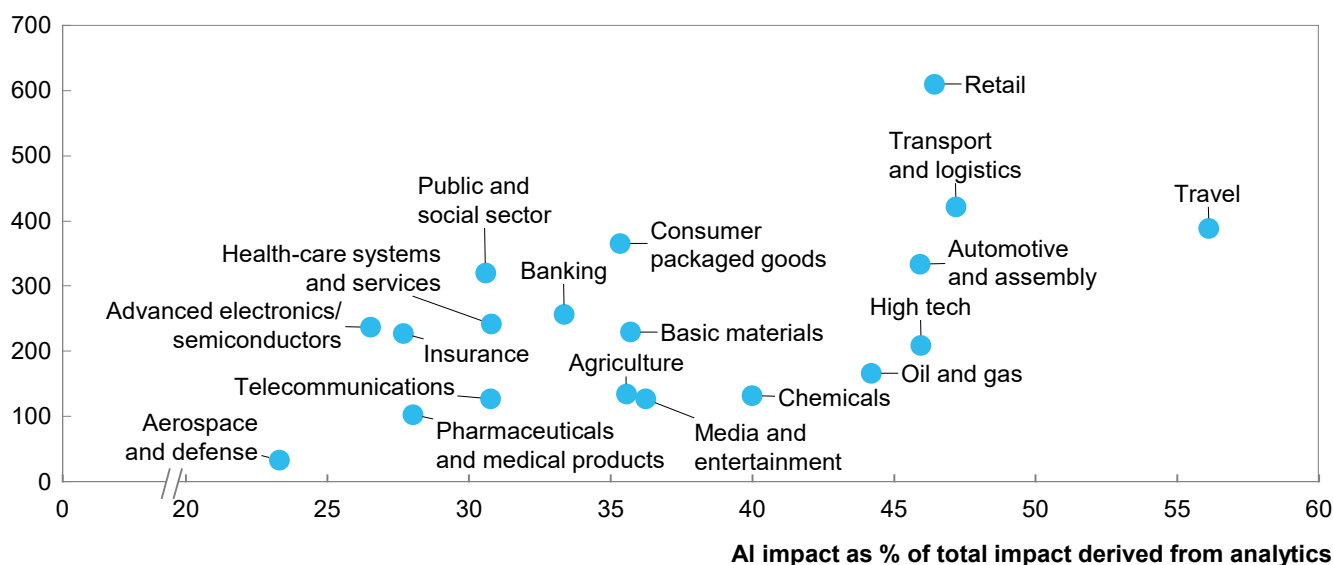 700
600
500
400
300
200
100
0
Retail
Transport
and logistics
Travel
Public and
social sector
Consumer
packaged goods
Health-care systems
and services
Banking
Automotive
and assembly
High tech
Advanced electronics/
semiconductors
Insurance
Basic materials
Agriculture
Oil and gas
Telecommunications
Chemicals
Aerospace
and defense
Pharmaceuticals
and medical products
Media and
entertainment
0 20 25 30 35 40 45 50 55 60
AI impact as % of total impact derived from analytics